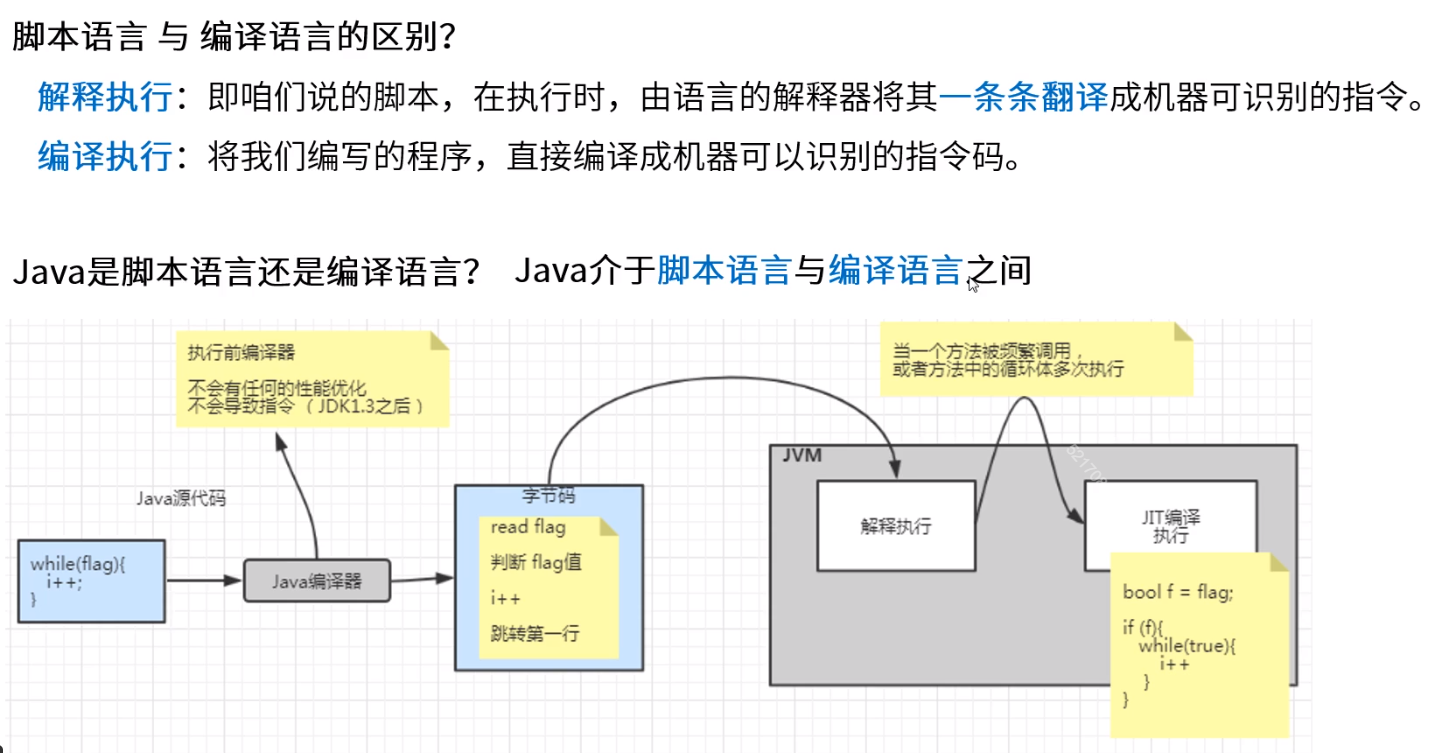 脚本语言 与 编译语言的区别？
解释执行：即咱们说的脚本，在执行时，由语言的解释器将其一条条翻译成机器可识别的指令。
编译执行：将我们编写的程序，直接编译成机器可以识别的指令码。
Java是脚本语言还是编译语言？ Java介于脚本语言与编译语言之间
执行前编译器
不会有任何的性能优化
不会导致指令（JDK1.3之后）
当一个方法被频繁调用，
或者方法中的循环体多次执行
Java源代码
while(flag){
i++;
}
Java编译器
字节码
read flag
判断 flag值
i++
跳转第一行
JVM
解释执行
JIT编译
执行
bool f = flag;
if (f){
while(true){
i++
}
}